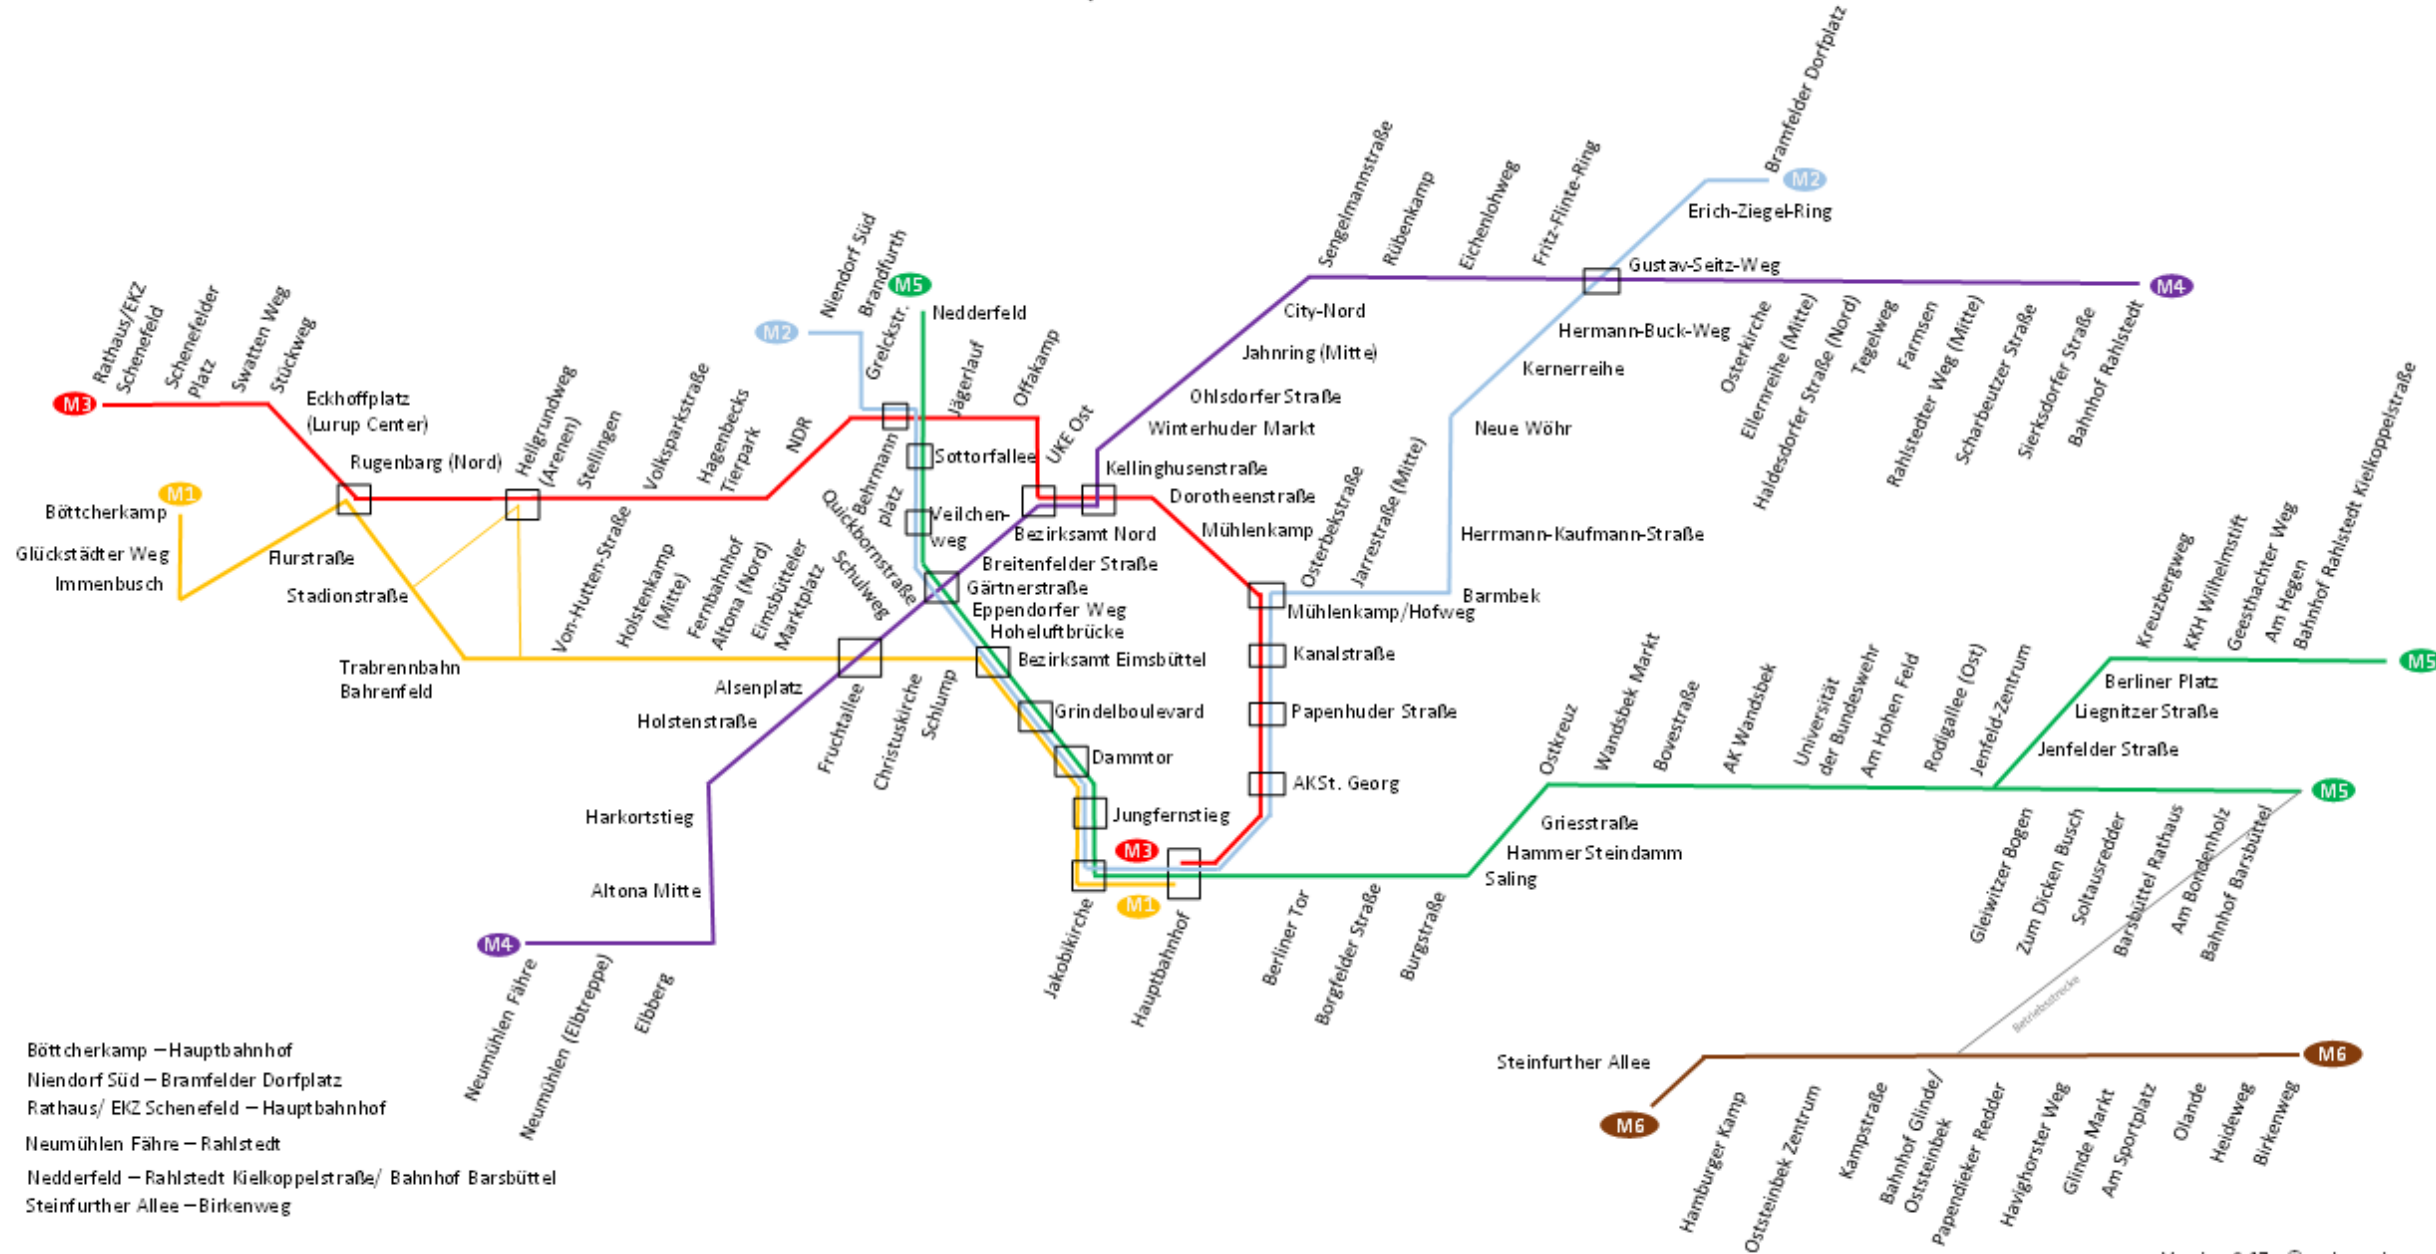 Bramfelder Dorfplatz
M2
Erich-Ziegel-Ring
Sengelmannstraße
Rübenkamp
Eichenlohweg
Fritz-Flinte-Ring
Gustav-Seitz-Weg
M4
City-Nord
Jahnring (Mitte)
Ohlsdorfer Straße
Winterhuder Markt
Kellinghusenstraße
Hermann-Buck-Weg
Kernerreihe
Neue Wöhr
Herrmann-Kaufmann-Straße
Barmbek
Osterkirche
Ellernreihe (Mitte)
Haldesdorfer Straße (Nord)
Tegelweg
Farmsen
Rahlstedter Weg (Mitte)
Scharbeutzer Straße
Sierksdorfer Straße
Bahnhof Rahlstedt
M3
Rathaus/EKZ
Schenefeld
Schenefelder
Platz
Swatten Weg
Stückweg
Eckhoffplatz
(Lurup Center)
Rugenbarg (Nord)
Hellgrundweg
(Arenen)
Stellingen
Volksparkstraße
Hagenbecks
Tierpark
NDR
M2
Niendorf Süd
Brandfurth
Grelckstr.
M5
Nedderfeld
Jägerlauf
Offakamp
UKE Ost
Behrmann
platz
Sottorfallee
Veilchen-
weg
Quickbornstraße
Schulweg
Bezirksamt Nord
Breitenfelder Straße
Gärtnerstraße
Eppendorfer Weg
Hoheluftbrücke
Bezirksamt Eimsbüttel
Grindelboulevard
Dammtor
Jungfernstieg
Dorotheenstraße
Mühlenkamp
Osterbekstraße
Jarrestraße (Mitte)
Mühlenkamp/Hofweg
Kanalstraße
Papenhuder Straße
AKSt. Georg
M3
M1
Jakobikirche
Hauptbahnhof
M1
Böttcherkamp
Glückstädter Weg
Immenbusch
Flurstraße
Stadionstraße
Trabrennbahn
Bahrenfeld
Von-Hutten-Straße
Holstenkamp
(Mitte)
Fernbahnhof
Altona (Nord)
Eimsbütteler
Marktplatz
Fruchtallee
Christuskirche
Schlump
Alsenplatz
Holstenstraße
Harkortstieg
Altona Mitte
M4
Neumühlen Fähre
Neumühlen (Elbtreppe)
Elbberg
Berliner Tor
Borgfelder Straße
Burgstraße
Saling
Hammer Steindamm
Griesstraße
Ostkreuz
Wandsbek Markt
Bovestraße
AK Wandsbek
Universität
der Bundeswehr
Am Hohen Feld
Rodigallee (Ost)
Jenfeld-Zentrum
Jenfelder Straße
Liegnitzer Straße
Berliner Platz
Kreuzbergweg
KKH Wilhelmstift
Geesthachter Weg
Am Hegen
Bahnhof Rahlstedt Kielkoppelstraße
M5
M5
Gleiwitzer Bogen
Zum Dicken Busch
Soltausredder
Barsbüttel Rathaus
Am Bondenholz
Bahnhof Barsbüttel
Betriebsstrecke
Steinfurther Allee
M6
M6
Hamburger Kamp
Oststeinbek Zentrum
Kampstraße
Bahnhof Glinde/
Oststeinbek
Papendieker Redder
Havighorster Weg
Glinde Markt
Am Sportplatz
Olande
Heideweg
Birkenweg
Böttcherkamp – Hauptbahnhof
Niendorf Süd – Bramfelder Dorfplatz
Rathaus/ EKZ Schenefeld – Hauptbahnhof
Neumühlen Fähre – Rahlstedt
Nedderfeld – Rahlstedt Kielkoppelstraße/ Bahnhof Barsbüttel
Steinfurther Allee – Birkenweg